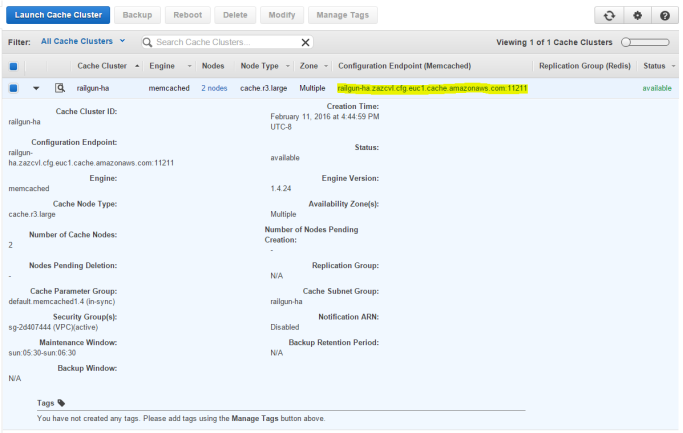 Launch Cache Cluster Backup Reboot Delete Modify Manage Tags
Filter: All Cache Clusters Search Cache Clusters... Viewing 1 of 1 Cache Clusters
Cache Cluster Engine Nodes Node Type Zone Configuration Endpoint (Memcached) Replication Group (Redis) Status
railgun-ha memcached 2 nodes cache.r3.large Multiple railgun-ha.zazcvl.cfg.euc1.cache.amazonaws.com:11211 available
Cache Cluster ID:
railgun-ha
Creation Time:
February 11, 2016 at 4:44:59 PM
UTC-8
Configuration Endpoint:
railgun-
ha.zazcvl.cfg.euc1.cache.amazonaws.com:11211
Status:
available
Engine:
memcached
Engine Version:
1.4.24
Cache Node Type:
cache.r3.large
Availability Zone(s):
Multiple
Number of Cache Nodes:
2
Number of Nodes Pending
Creation:
-
Nodes Pending Deletion:
-
Replication Group:
N/A
Cache Parameter Group:
default.memcached1.4 (in-sync)
Cache Subnet Group:
railgun-ha
Security Group(s):
sg-2d407444 (VPC)(active)
Notification ARN:
Disabled
Maintenance Window:
sun:05:30-sun:06:30
Backup Retention Period:
N/A
Backup Window:
N/A
Tags
You have not created any tags. Please add tags using the Manage Tags button above.